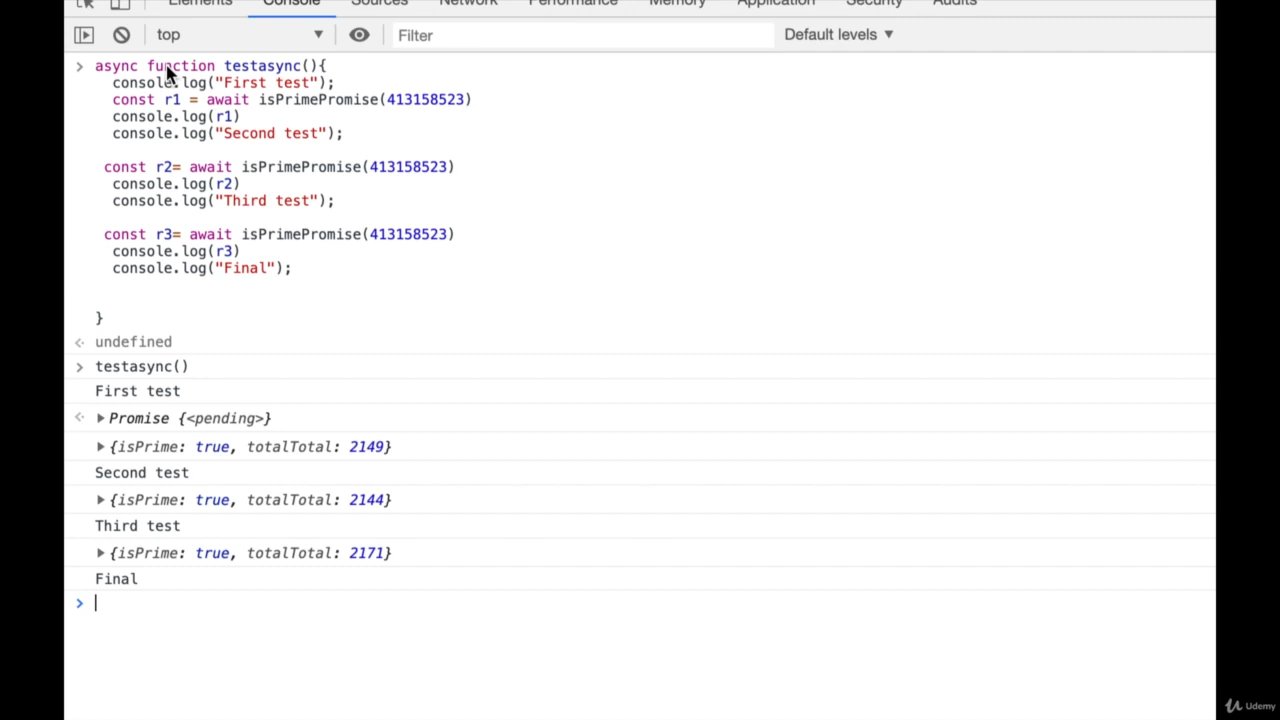 Elements Console Sources Network Performance Memory Application Security Audits
top ▼ Filter Default levels ▼
> async function testasync(){
console.log("First test");
const r1 = await isPrimePromise(413158523)
console.log(r1)
console.log("Second test");
const r2= await isPrimePromise(413158523)
console.log(r2)
console.log("Third test");
const r3= await isPrimePromise(413158523)
console.log(r3)
console.log("Final");
}
undefined
> testasync()
First test
Promise {<pending>}
{isPrime: true, totalTotal: 2149}
Second test
{isPrime: true, totalTotal: 2144}
Third test
{isPrime: true, totalTotal: 2171}
Final
>
Udemy